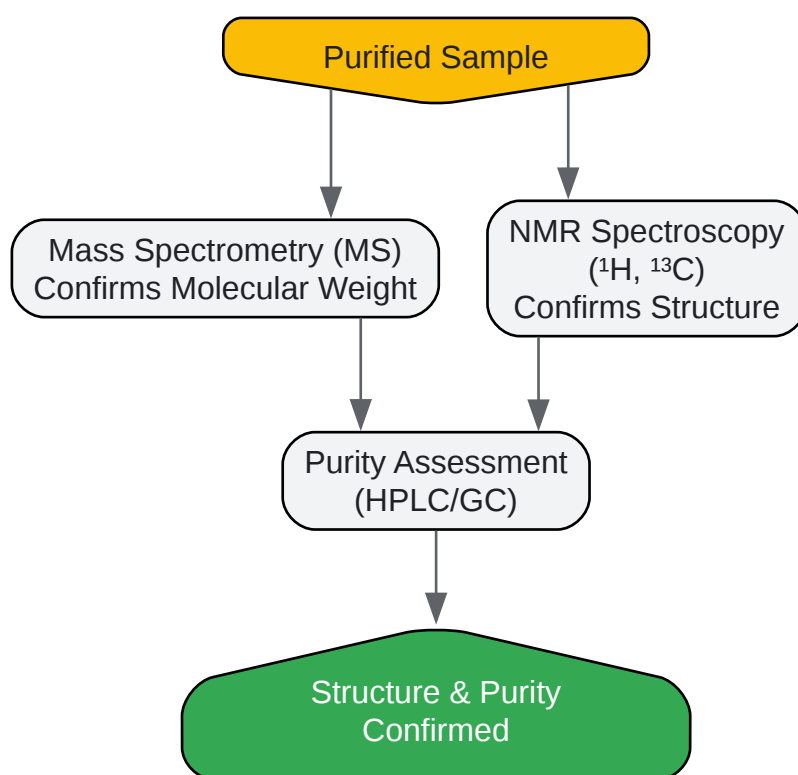 Purified Sample
Mass Spectrometry (MS)
Confirms Molecular Weight
NMR Spectroscopy
(¹H, ¹³C)
Confirms Structure
Purity Assessment
(HPLC/GC)
Structure & Purity
Confirmed